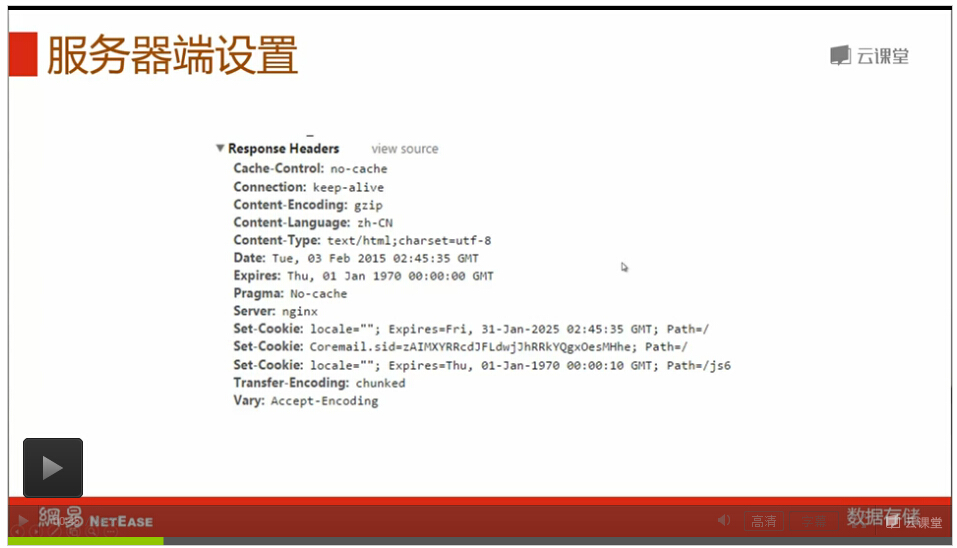 服务器端设置
云课堂
Response Headers view source
Cache-Control: no-cache
Connection: keep-alive
Content-Encoding: gzip
Content-Language: zh-CN
Content-Type: text/html;charset=utf-8
Date: Tue, 03 Feb 2015 02:45:35 GMT
Expires: Thu, 01 Jan 1970 00:00:00 GMT
Pragma: No-cache
Server: nginx
Set-Cookie: locale=""; Expires=Fri, 31-Jan-2025 02:45:35 GMT; Path=/
Set-Cookie: Coremail.sid=zAIMXYRRcdJFLdwjJhRRkYQgxOesMHhe; Path=/
Set-Cookie: locale=""; Expires=Thu, 01-Jan-1970 00:00:10 GMT; Path=/js6
Transfer-Encoding: chunked
Vary: Accept-Encoding
網易 NETEASE 高清 字幕 数据存储 云课堂